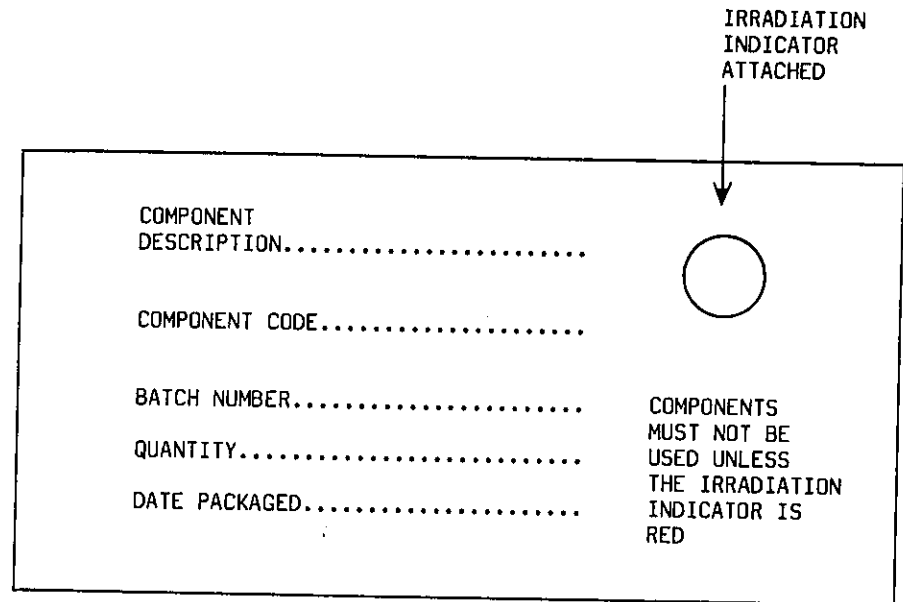 IRRADIATION
INDICATOR
ATTACHED
COMPONENT
DESCRIPTION........................
COMPONENT CODE.....................
BATCH NUMBER.......................
QUANTITY...........................
DATE PACKAGED......................
COMPONENTS
MUST NOT BE
USED UNLESS
THE IRRADIATION
INDICATOR IS
RED